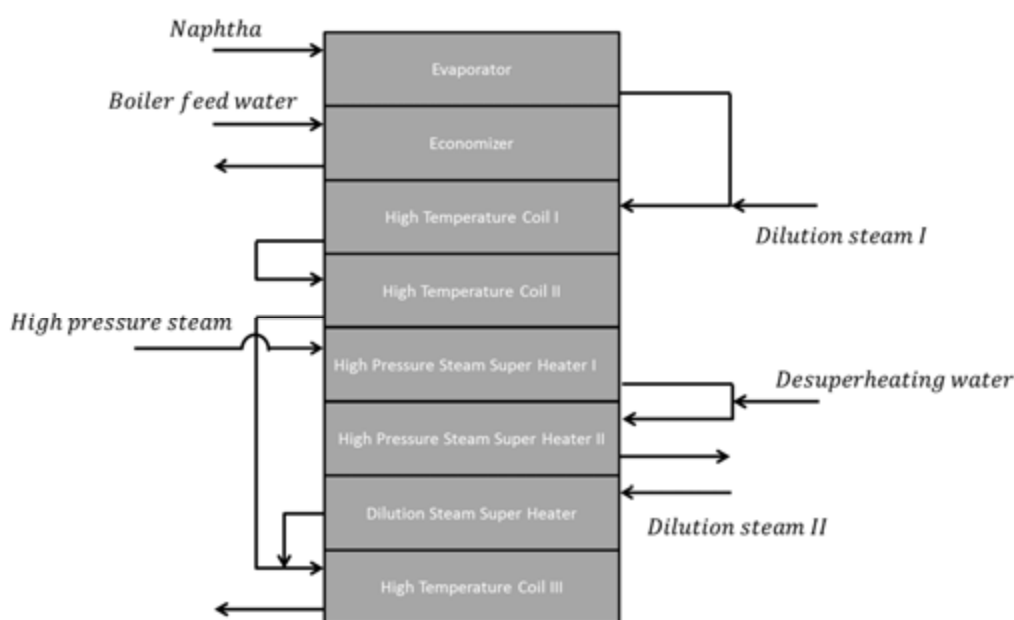 Naphtha
Evaporator
Boiler feed water
Economizer
High Temperature Coil I
Dilution steam I
High Temperature Coil II
High pressure steam
High Pressure Steam Super Heater I
Desuperheating water
High Pressure Steam Super Heater II
Dilution Steam Super Heater
Dilution steam II
High Temperature Coil III